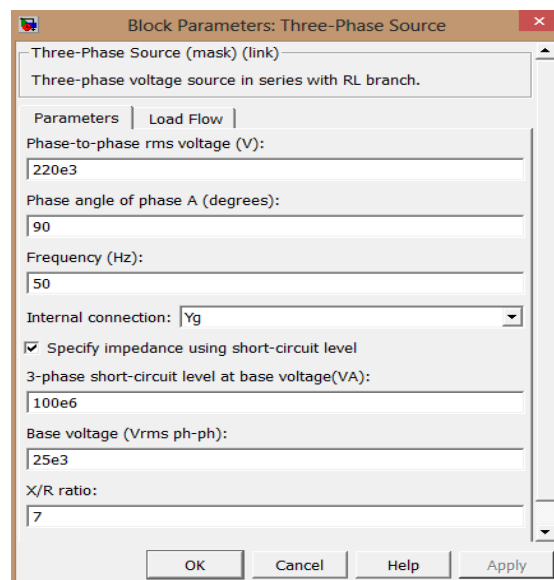 Block Parameters: Three-Phase Source
Three-Phase Source (mask) (link)
Three-phase voltage source in series with RL branch.
Parameters Load Flow
Phase-to-phase rms voltage (V):
220e3
Phase angle of phase A (degrees):
90
Frequency (Hz):
50
Internal connection: Yg
Specify impedance using short-circuit level
3-phase short-circuit level at base voltage(VA):
100e6
Base voltage (Vrms ph-ph):
25e3
X/R ratio:
7
OK Cancel Help Apply